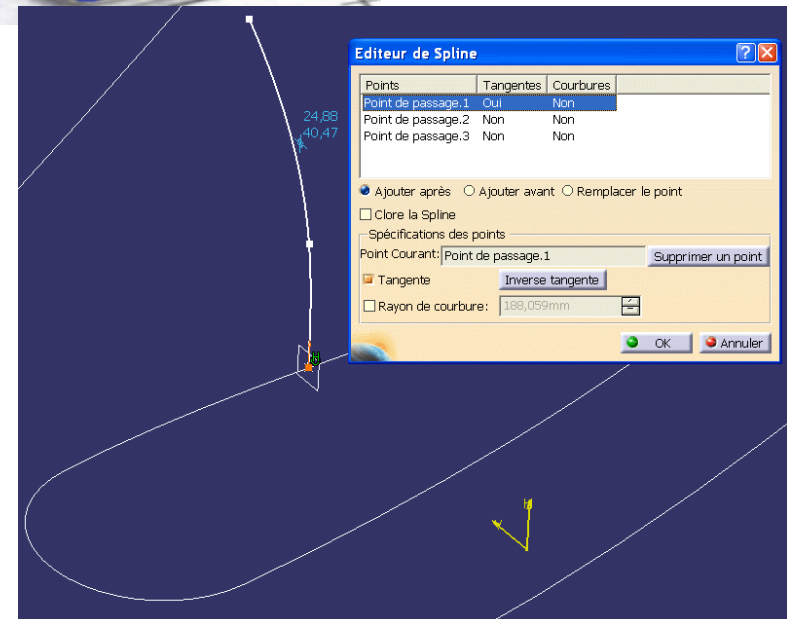 Editeur de Spline
Points Tangentes Courbures
Point de passage.1 Oui Non
Point de passage.2 Non Non
Point de passage.3 Non Non
Ajouter après Ajouter avant Remplacer le point
Clore la Spline
Spécifications des points
Point Courant: Point de passage.1 Supprimer un point
Tangente Inverse tangente
Rayon de courbure: 188,059mm
OK Annuler
24,88
40,47